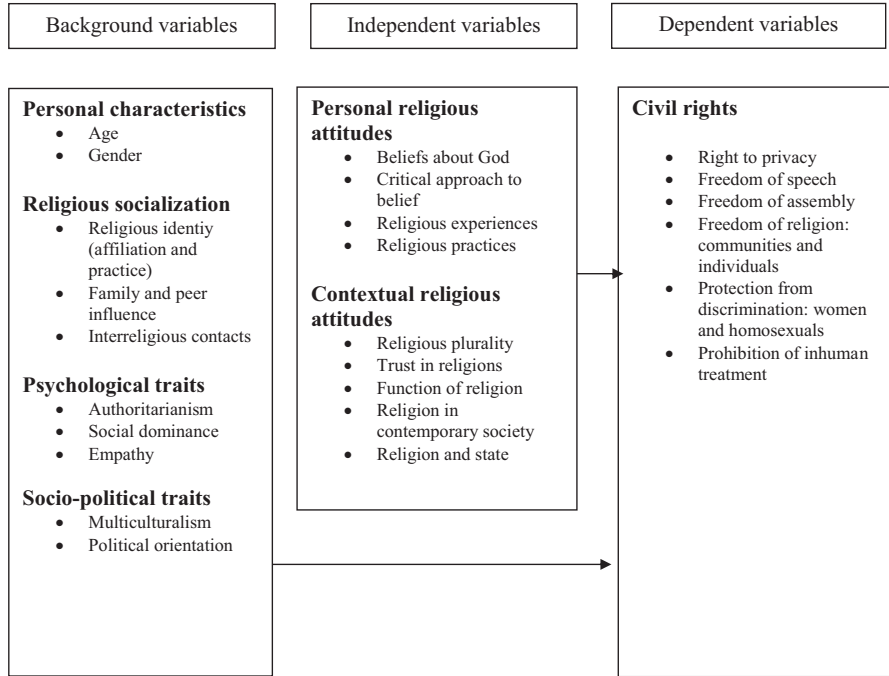 Background variables
Independent variables
Dependent variables
Personal characteristics
• Age
• Gender
Religious socialization
• Religious identiy
(affiliation and
practice)
• Family and peer
influence
• Interreligious contacts
Psychological traits
• Authoritarianism
• Social dominance
• Empathy
Socio-political traits
• Multiculturalism
• Political orientation
Personal religious
attitudes
• Beliefs about God
• Critical approach to
belief
• Religious experiences
• Religious practices
Contextual religious
attitudes
• Religious plurality
• Trust in religions
• Function of religion
• Religion in
contemporary society
• Religion and state
Civil rights
• Right to privacy
• Freedom of speech
• Freedom of assembly
• Freedom of religion:
communities and
individuals
• Protection from
discrimination: women
and homosexuals
• Prohibition of inhuman
treatment